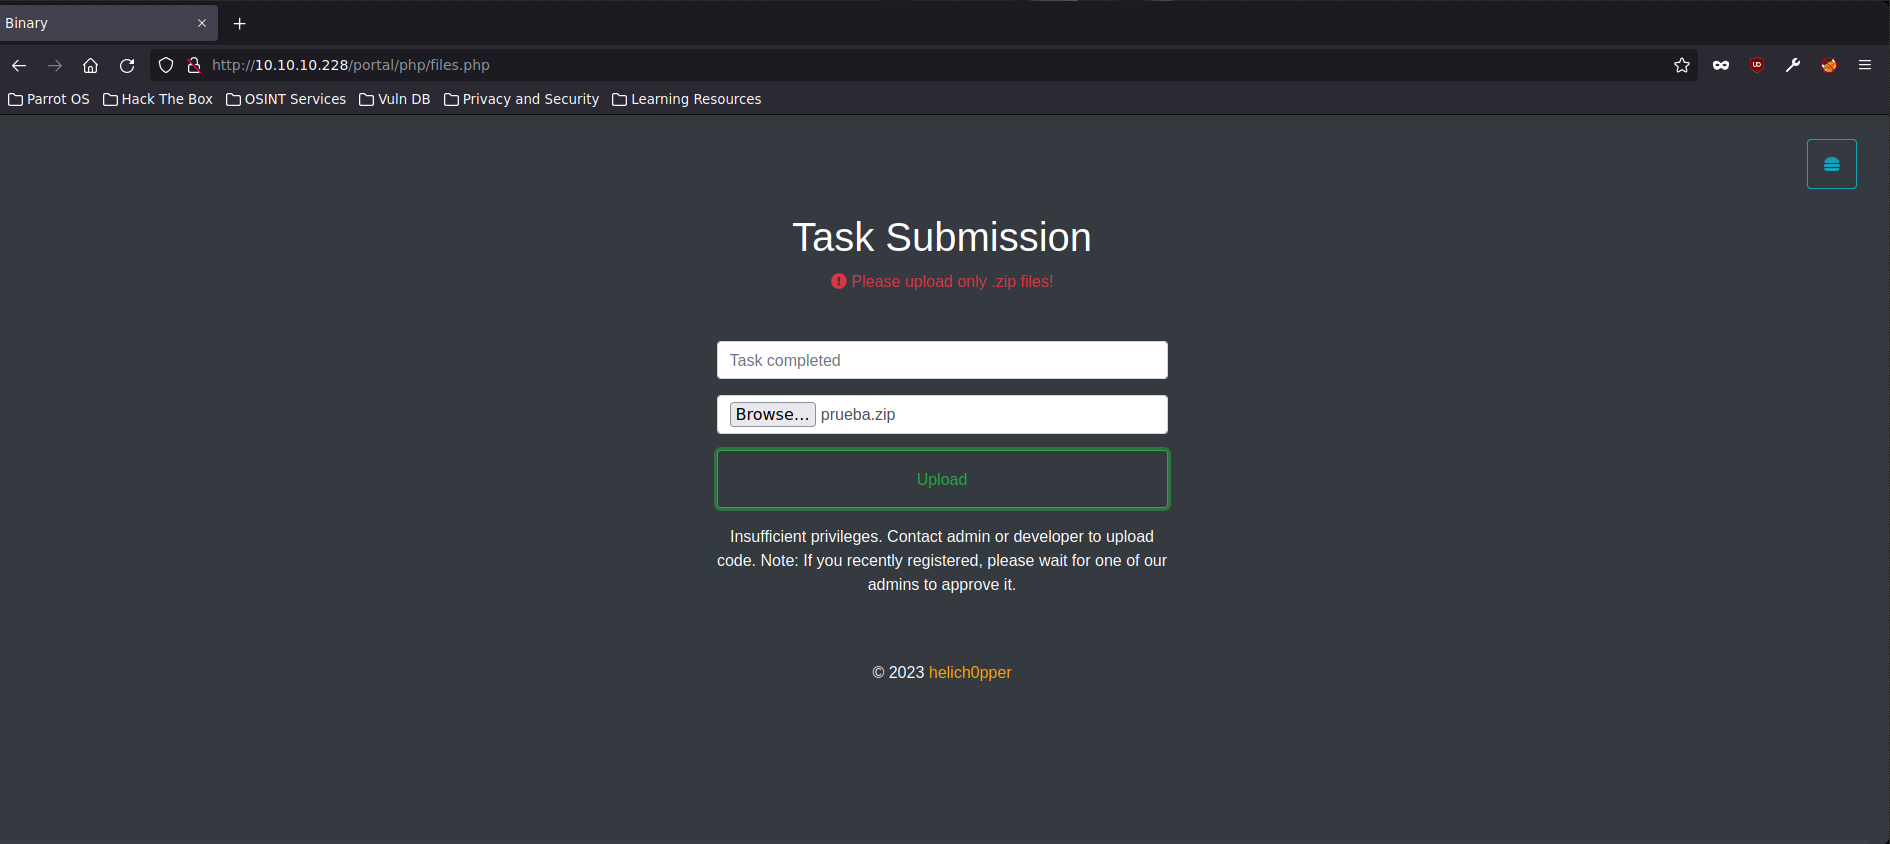 Binary
http://10.10.10.228/portal/php/files.php
Parrot OS Hack The Box OSINT Services Vuln DB Privacy and Security Learning Resources
Task Submission
Please upload only .zip files!
Task completed
Browse... prueba.zip
Upload
Insufficient privileges. Contact admin or developer to upload
code. Note: If you recently registered, please wait for one of our
admins to approve it.
© 2023 helich0pper